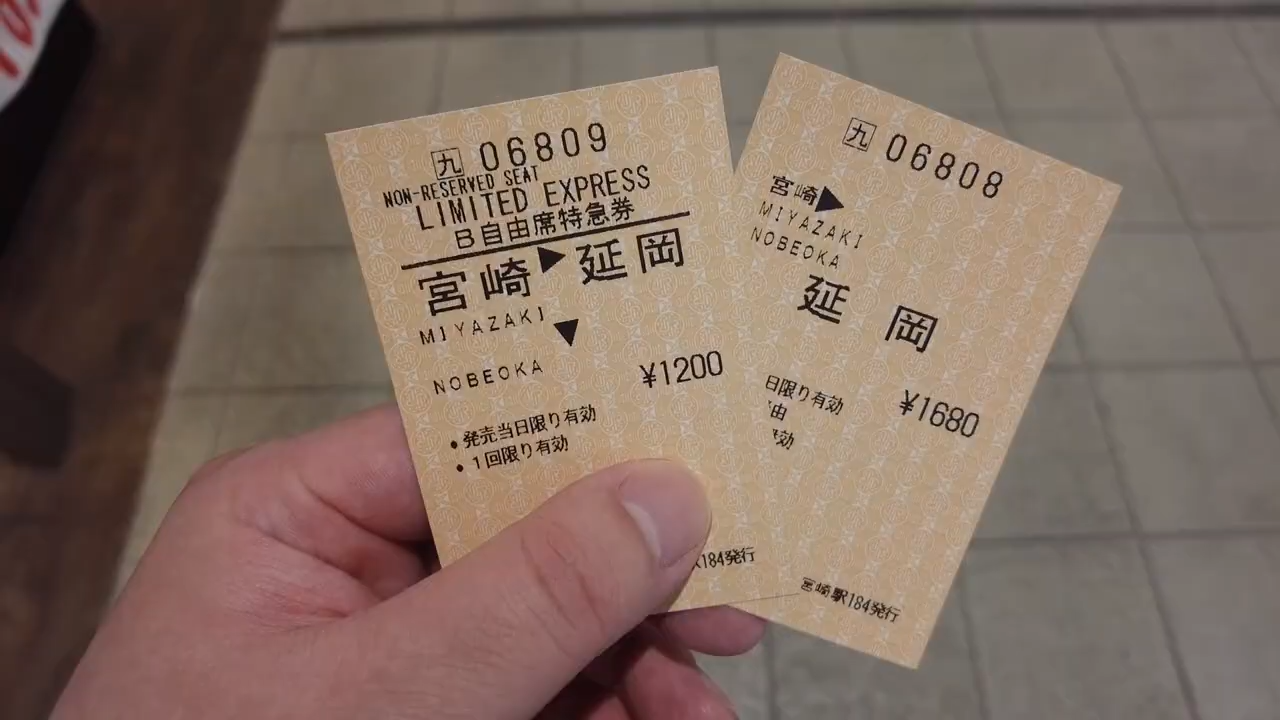 九 06809
NON-RESERVED SEAT
LIMITED EXPRESS
B自由席特急券
宮崎▶延岡
MIYAZAKI
▼
NOBEOKA
¥1200
・発売当日限り有効
・1回限り有効
184発行
九 06808
宮崎▶
MIYAZAKI
NOBEOKA
延岡
¥1680
日限り有効
由
効
宮崎駅184発行